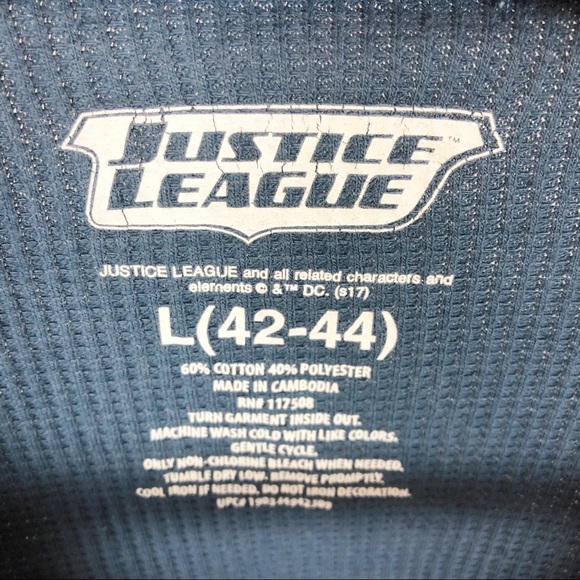 JUSTICE ™
LEAGUE
JUSTICE LEAGUE and all related characters and
elements © &™ DC. (s17)
L(42-44)
60% COTTON 40% POLYESTER
MADE IN CAMBODIA
RN# 117508
TURN GARMENT INSIDE OUT.
MACHINE WASH COLD WITH LIKE COLORS.
GENTLE CYCLE.
ONLY NON-CHLORINE BLEACH WHEN NEEDED.
TUMBLE DRY LOW. REMOVE PROMPTLY.
COOL IRON IF NEEDED. DO NOT IRON DECORATION.
UPC#